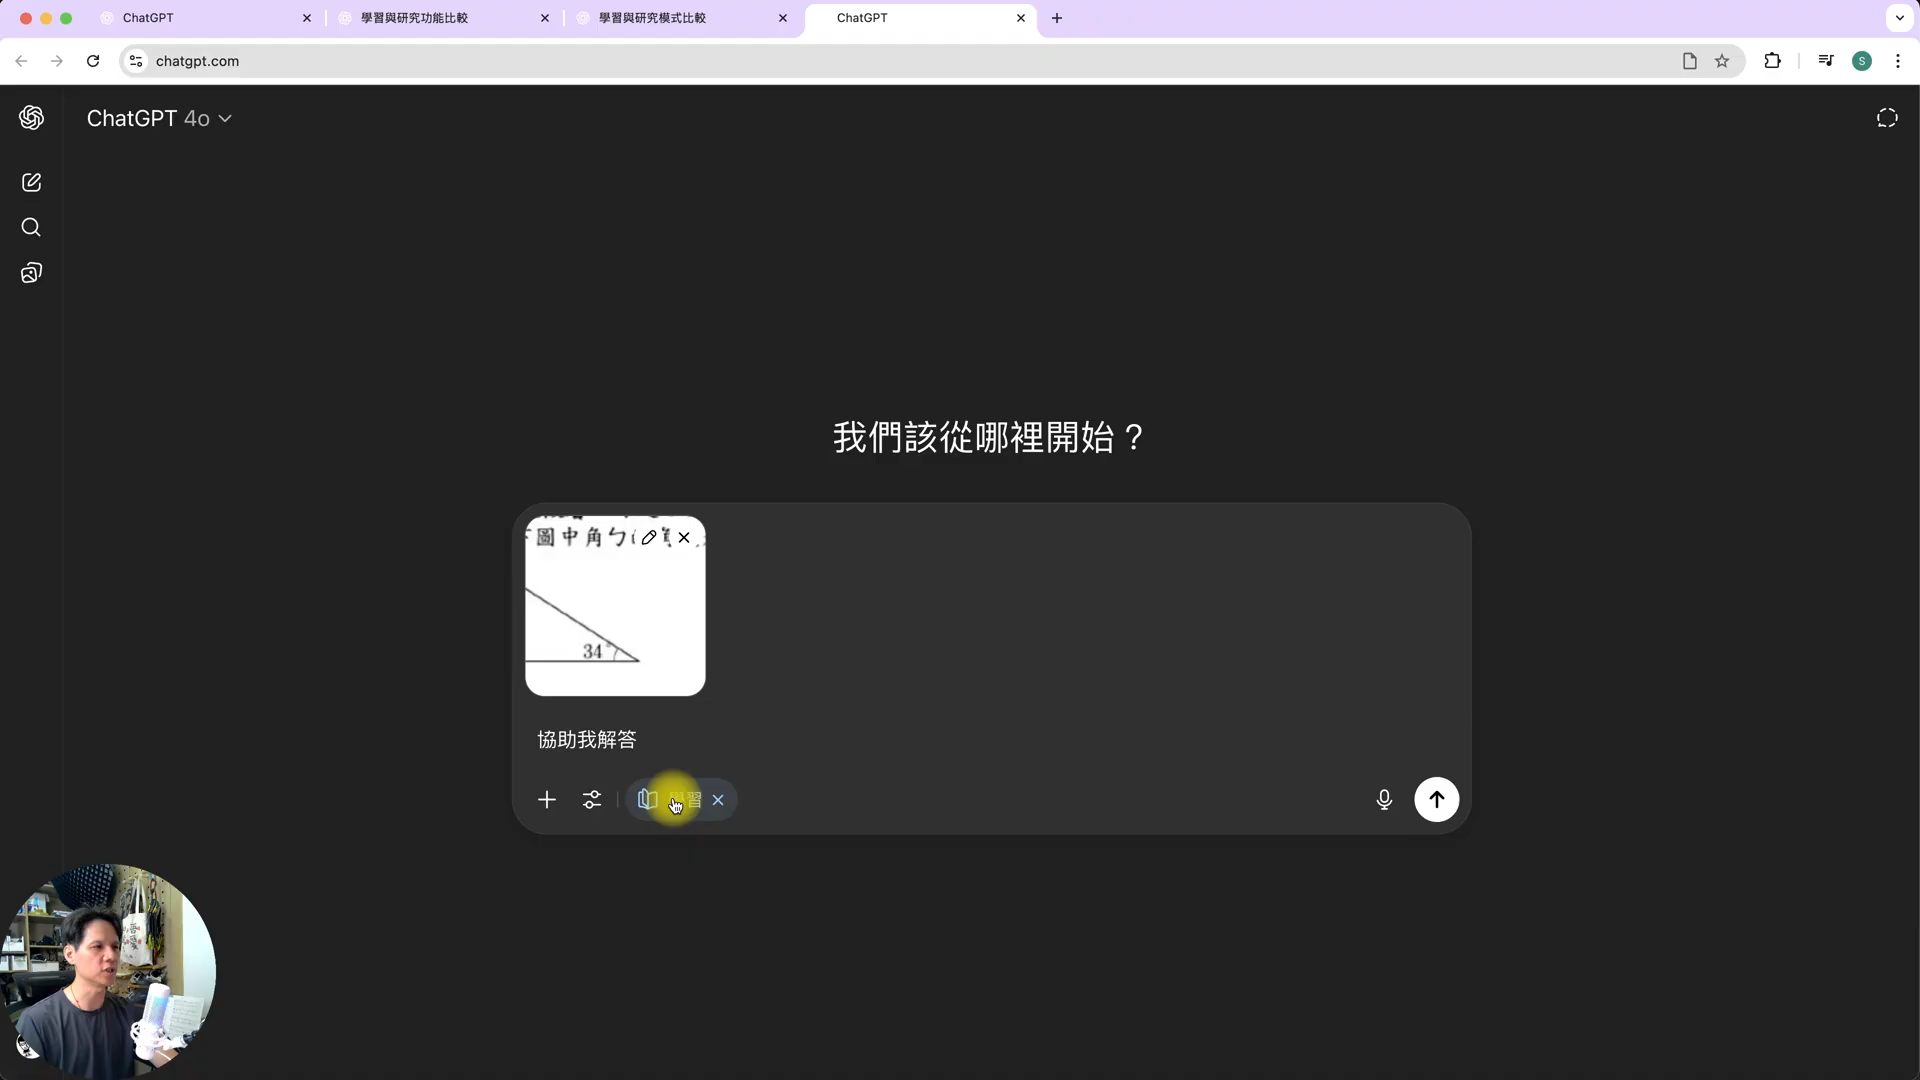 ChatGPT
學習與研究功能比較
學習與研究模式比較
ChatGPT
chatgpt.com
S
ChatGPT 4o
我們該從哪裡開始？
圖中角ㄅ
34°
協助我解答
學習